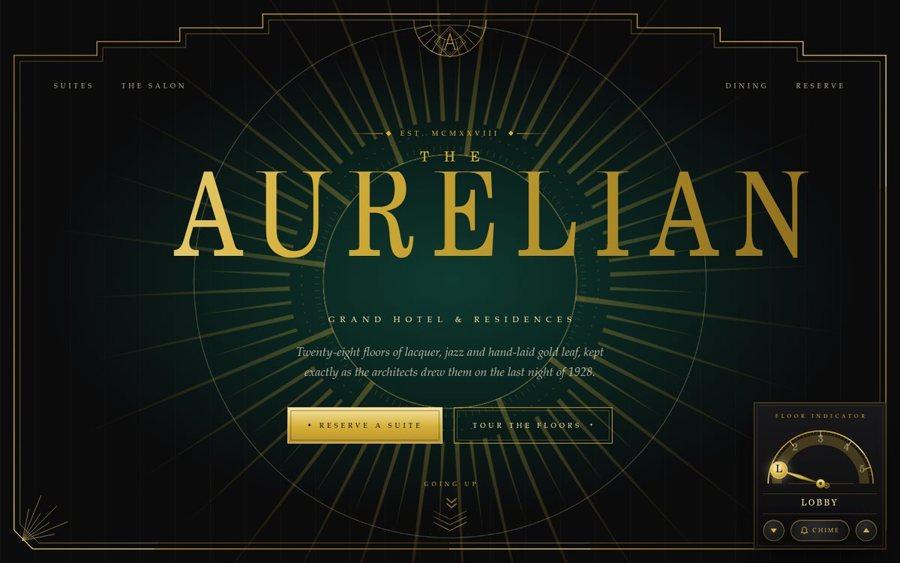 A
SUITES
THE SALON
DINING
RESERVE
EST. MCMXXVIII
THE
AURELIAN
GRAND HOTEL & RESIDENCES
Twenty-eight floors of lacquer, jazz and hand-laid gold leaf, kept
exactly as the architects drew them on the last night of 1928.
RESERVE A SUITE
TOUR THE FLOORS
GOING UP
FLOOR INDICATOR
L 2 3 4 5
LOBBY
CHIME